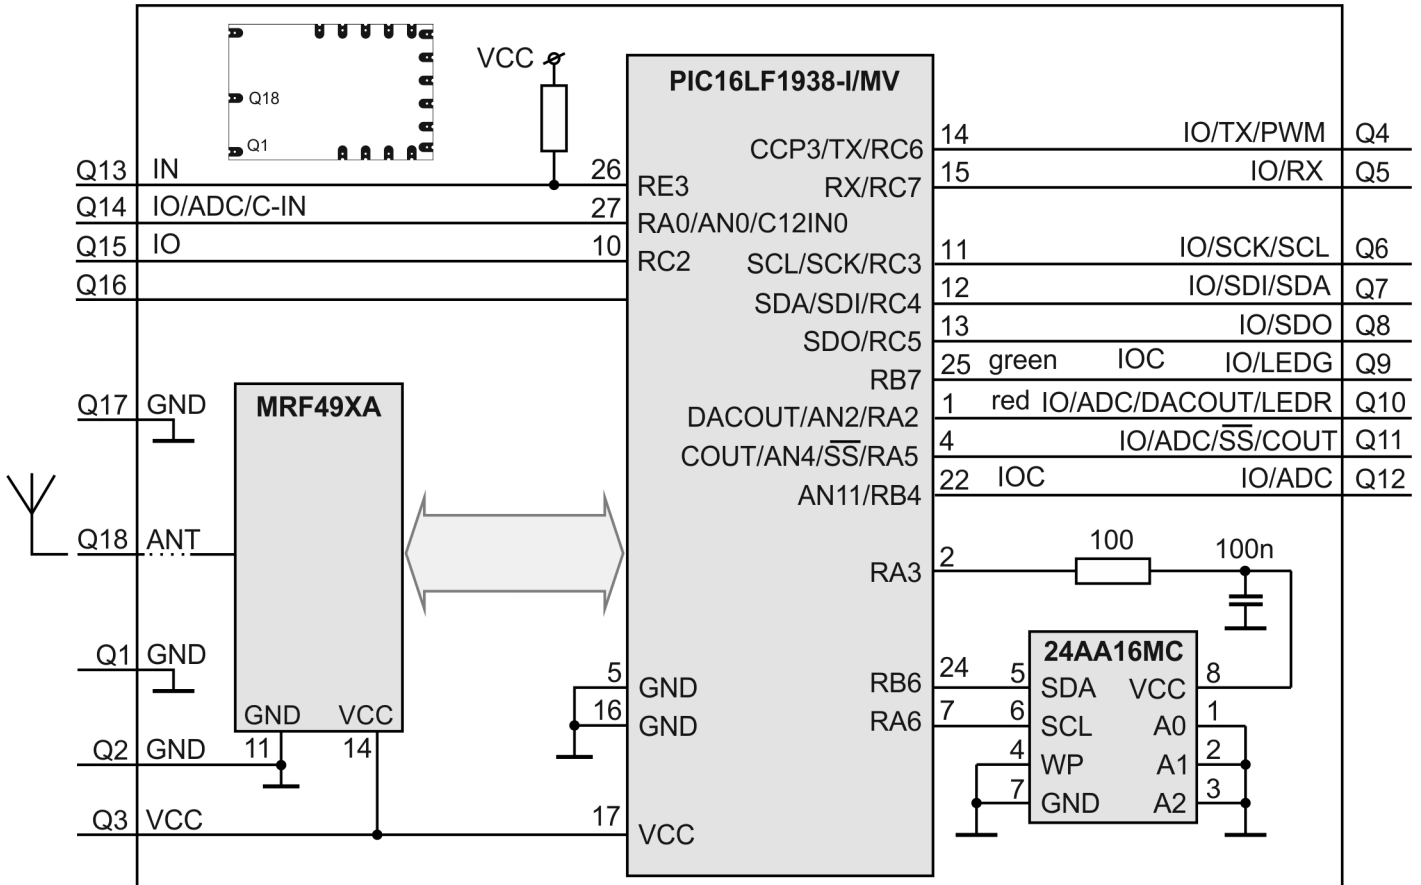 Q18
Q1
VCC
PIC16LF1938-I/MV
Q13 IN 26 RE3
Q14 IO/ADC/C-IN 27 RA0/AN0/C12IN0
Q15 IO 10 RC2
Q16
CCP3/TX/RC6 14 IO/TX/PWM Q4
RX/RC7 15 IO/RX Q5
SCL/SCK/RC3 11 IO/SCK/SCL Q6
SDA/SDI/RC4 12 IO/SDI/SDA Q7
SDO/RC5 13 IO/SDO Q8
RB7 25 green IOC IO/LEDG Q9
DACOUT/AN2/RA2 1 red IO/ADC/DACOUT/LEDR Q10
COUT/AN4/S̅S̅/RA5 4 IO/ADC/S̅S̅/COUT Q11
AN11/RB4 22 IOC IO/ADC Q12
Q17 GND
MRF49XA
Q18 ANT
RA3 2 100 100n
Q1 GND
GND VCC
11 14
Q2 GND
Q3 VCC
5 GND
16 GND
17 VCC
RB6 24
RA6 7
24AA16MC
5 SDA VCC 8
6 SCL A0 1
4 WP A1 2
7 GND A2 3